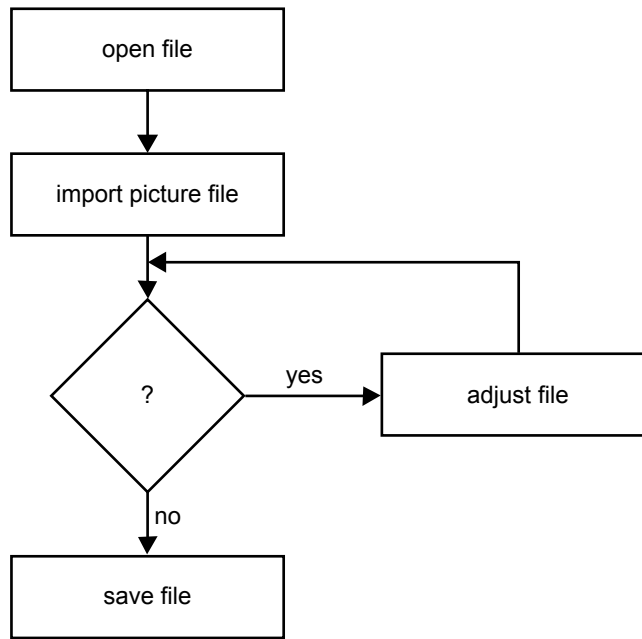 open file
import picture file
?
yes
adjust file
no
save file